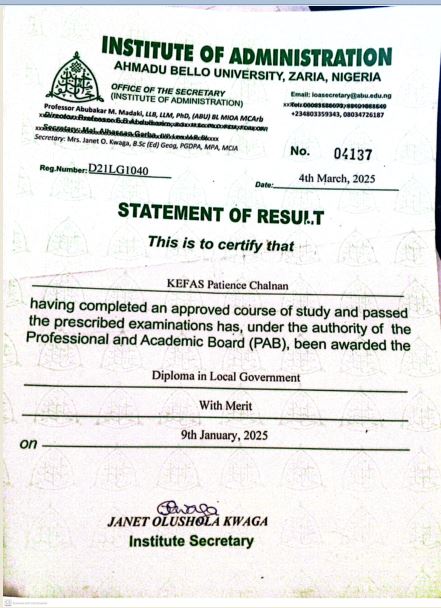 INSTITUTE OF ADMINISTRATION
AHMADU BELLO UNIVERSITY, ZARIA, NIGERIA
OFFICE OF THE SECRETARY
(INSTITUTE OF ADMINISTRATION)
Email: ioasecretary@abu.edu.ng
+234803359343, 08034726187
Professor Abubakar M. Madaki, LLB, LLM, PhD, (ABU) BL MIOA MCArb
Secretary: Mrs. Janet O. Kwaga, B.Sc (Ed) Geog, PGDPA, MPA, MCIA
No. 04137
Reg.Number: D21LG1040
Date: 4th March, 2025
STATEMENT OF RESULT
This is to certify that
KEFAS Patience Chalnan
having completed an approved course of study and passed
the prescribed examinations has, under the authority of the
Professional and Academic Board (PAB), been awarded the
Diploma in Local Government
With Merit
9th January, 2025
on
JANET OLUSHOLA KWAGA
Institute Secretary